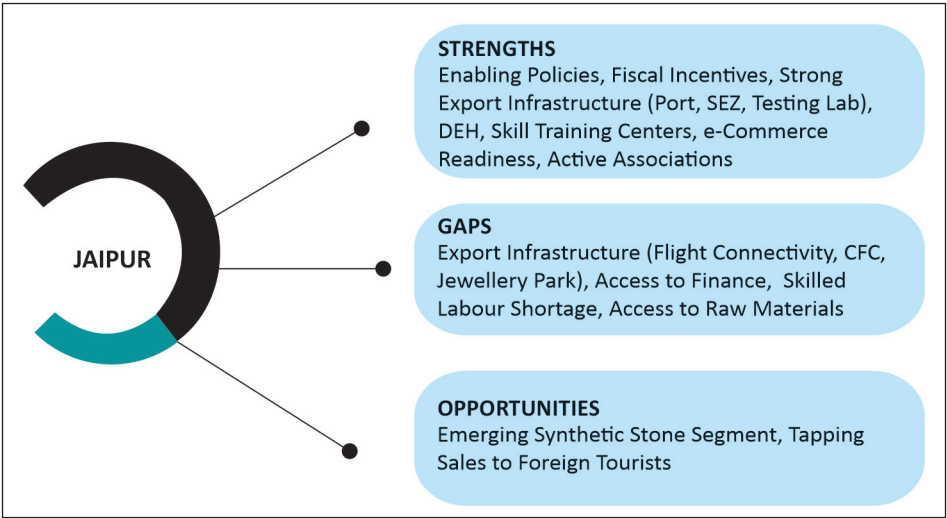 JAIPUR
STRENGTHS
Enabling Policies, Fiscal Incentives, Strong
Export Infrastructure (Port, SEZ, Testing Lab),
DEH, Skill Training Centers, e-Commerce
Readiness, Active Associations
GAPS
Export Infrastructure (Flight Connectivity, CFC,
Jewellery Park), Access to Finance, Skilled
Labour Shortage, Access to Raw Materials
OPPORTUNITIES
Emerging Synthetic Stone Segment, Tapping
Sales to Foreign Tourists